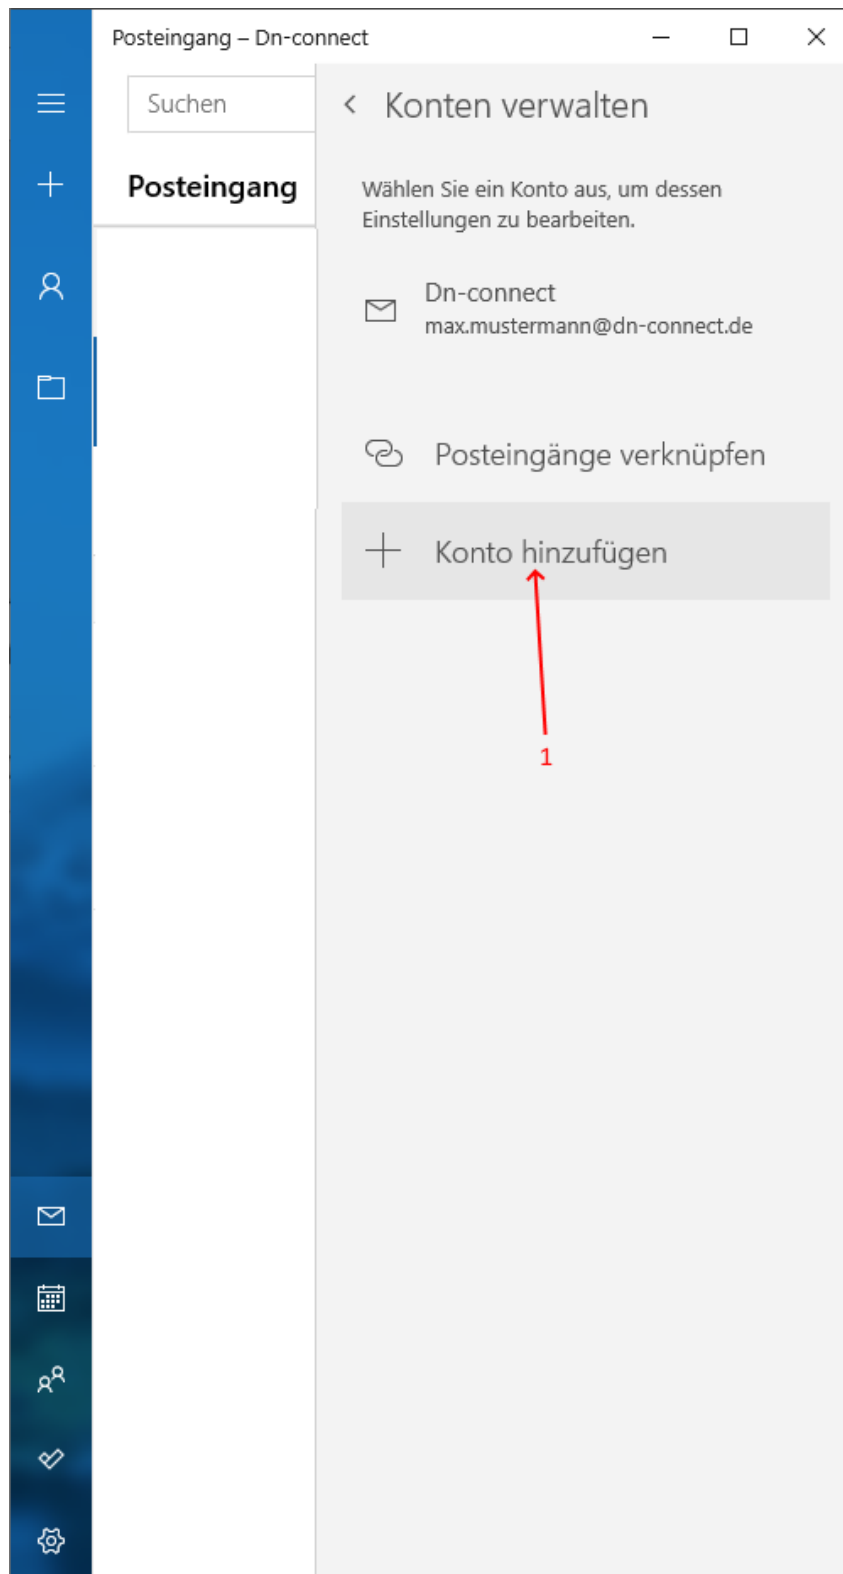 Posteingang – Dn-connect
Suchen
Konten verwalten
Posteingang
Wählen Sie ein Konto aus, um dessen
Einstellungen zu bearbeiten.
Dn-connect
max.mustermann@dn-connect.de
Posteingänge verknüpfen
Konto hinzufügen
1